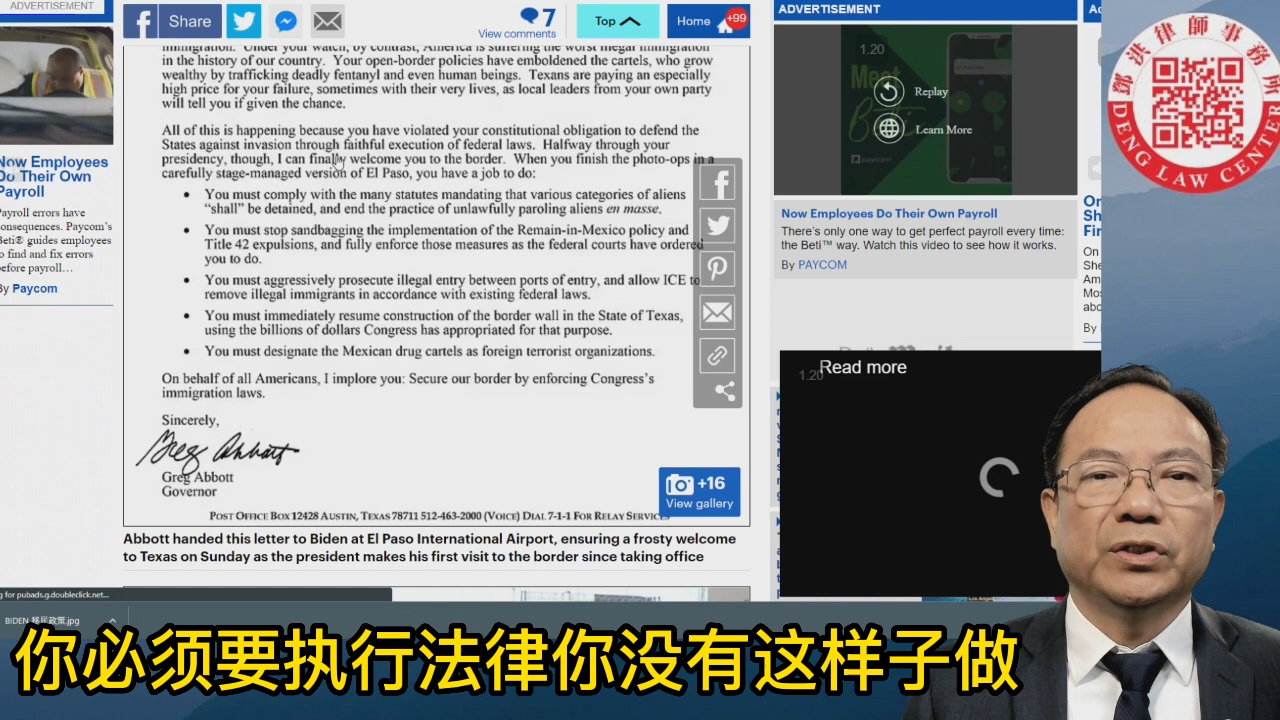 ADVERTISEMENT
Now Employees
Do Their Own
Payroll
Payroll errors have
consequences. Paycom's
Beti® guides employees
to find and fix errors
before payroll…
By Paycom
Share
7
View comments
Top
Home
+99
immigration. Under your watch, by contrast, America is suffering the worst illegal immigration
in the history of our country. Your open-border policies have emboldened the cartels, who grow
wealthy by trafficking deadly fentanyl and even human beings. Texans are paying an especially
high price for your failure, sometimes with their very lives, as local leaders from your own party
will tell you if given the chance.
All of this is happening because you have violated your constitutional obligation to defend the
States against invasion through faithful execution of federal laws. Halfway through your
presidency, though, I can finally welcome you to the border. When you finish the photo-ops in a
carefully stage-managed version of El Paso, you have a job to do:
• You must comply with the many statutes mandating that various categories of aliens
“shall” be detained, and end the practice of unlawfully paroling aliens en masse.
• You must stop sandbagging the implementation of the Remain-in-Mexico policy and
Title 42 expulsions, and fully enforce those measures as the federal courts have ordered
you to do.
• You must aggressively prosecute illegal entry between ports of entry, and allow ICE to
remove illegal immigrants in accordance with existing federal laws.
• You must immediately resume construction of the border wall in the State of Texas,
using the billions of dollars Congress has appropriated for that purpose.
• You must designate the Mexican drug cartels as foreign terrorist organizations.
On behalf of all Americans, I implore you: Secure our border by enforcing Congress’s
immigration laws.
Sincerely,
Greg Abbott
Greg Abbott
Governor
POST OFFICE BOX 12428 AUSTIN, TEXAS 78711 512-463-2000 (VOICE) DIAL 7-1-1 FOR RELAY SERVICES
+16
View gallery
Abbott handed this letter to Biden at El Paso International Airport, ensuring a frosty welcome
to Texas on Sunday as the president makes his first visit to the border since taking office
ADVERTISEMENT
1.20
Meet
Beti
Replay
Learn More
paycom
Now Employees Do Their Own Payroll
There’s only one way to get perfect payroll every time:
the Beti™ way. Watch this video to see how it works.
By PAYCOM
1.20
Read more
On
She
By
鄧洪律師事務所
DENG LAW CENTER
g for pubads.g.doubleclick.net...
BIDEN 移民政策.jpg
你必须要执行法律你没有这样子做